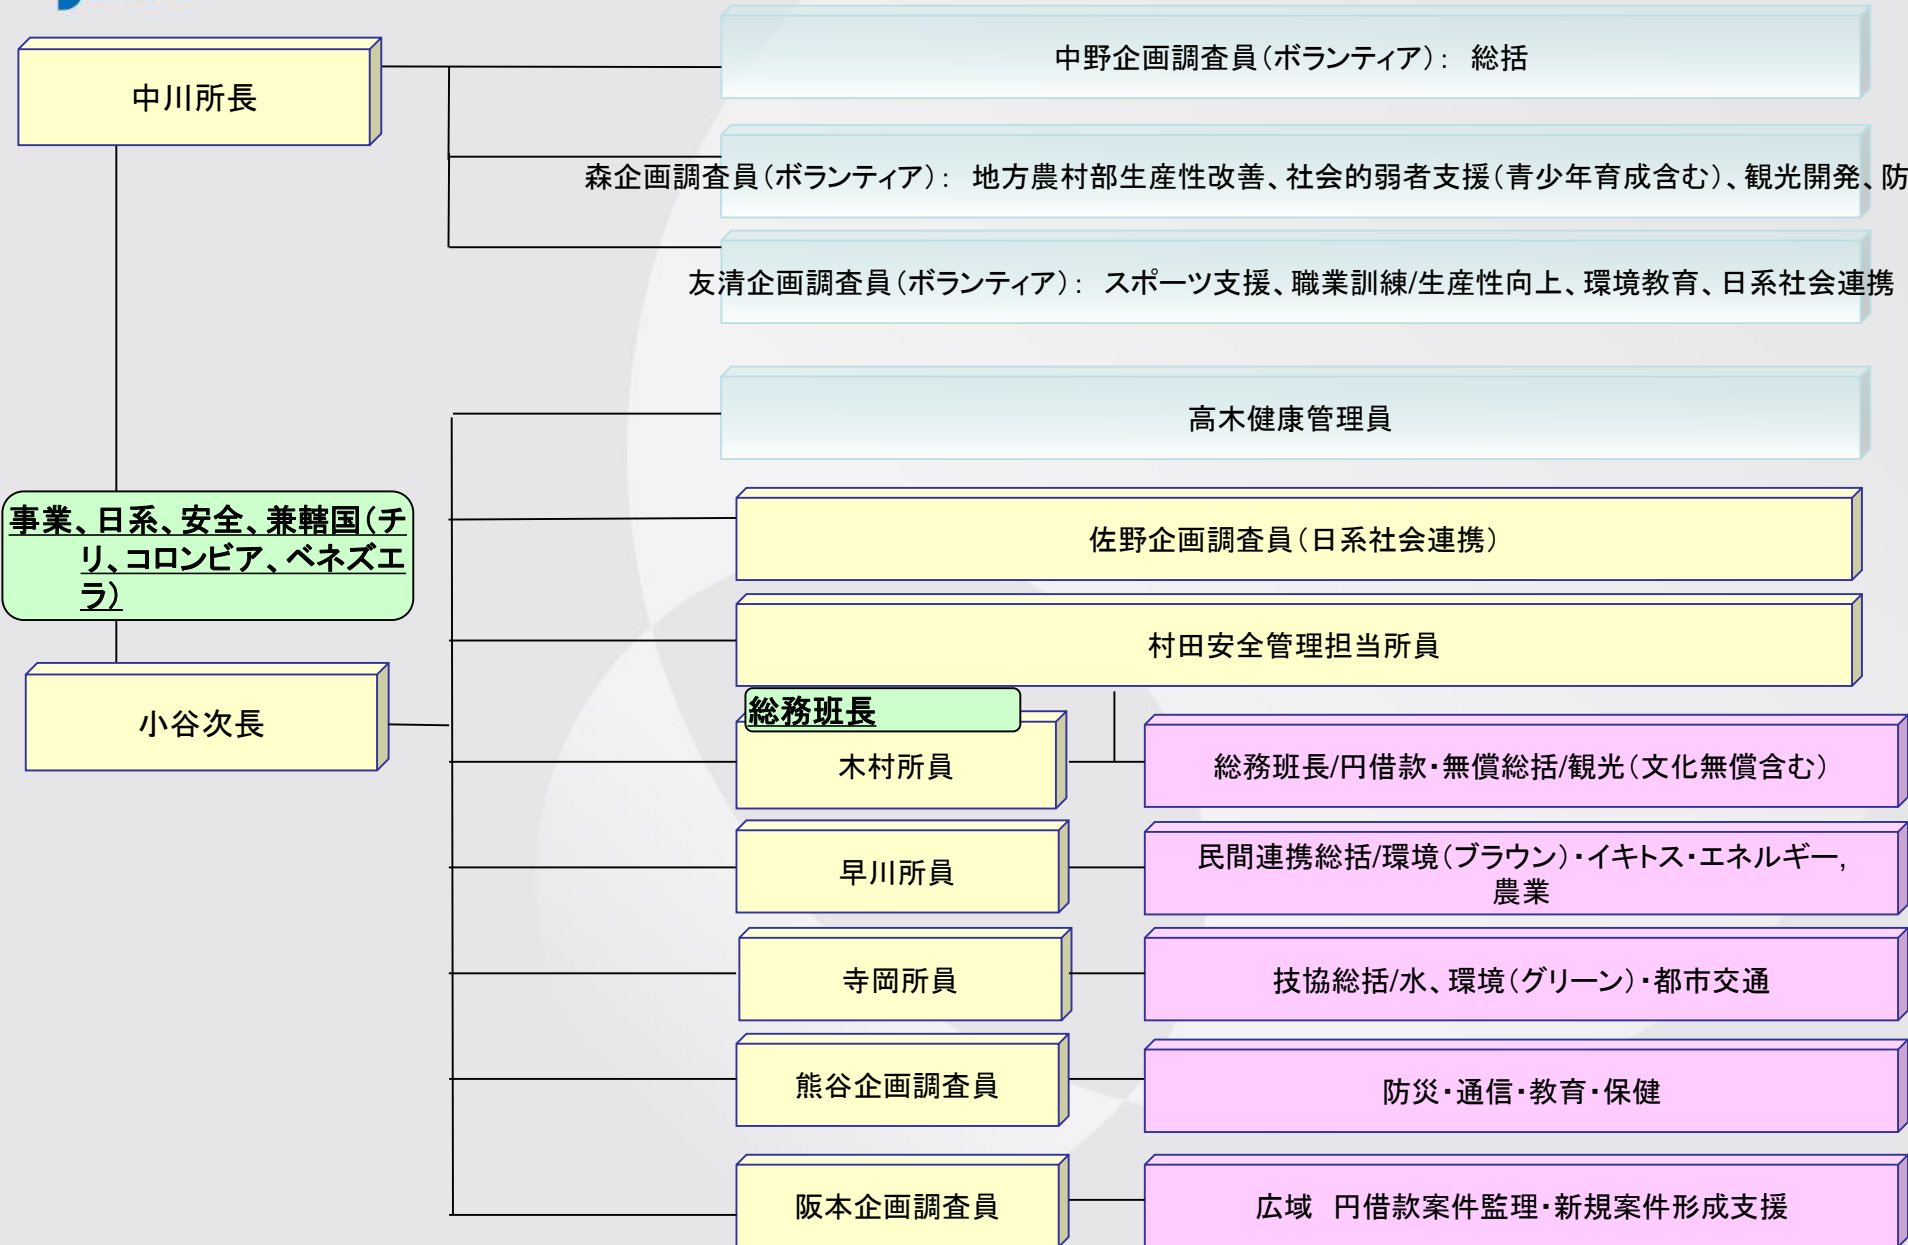 中川所長
中野企画調査員（ボランティア）： 総括
森企画調査員（ボランティア）： 地方農村部生産性改善、社会的弱者支援（青少年育成含む）、観光開発、防
友清企画調査員（ボランティア）： スポーツ支援、職業訓練/生産性向上、環境教育、日系社会連携
高木健康管理員
事業、日系、安全、兼轄国（チ
リ、コロンビア、ベネズエ
ラ）
佐野企画調査員（日系社会連携）
村田安全管理担当所員
小谷次長
総務班長
木村所員
総務班長/円借款・無償総括/観光（文化無償含む）
早川所員
民間連携総括/環境（ブラウン）・イキトス・エネルギー,
農業
寺岡所員
技協総括/水、環境（グリーン）・都市交通
熊谷企画調査員
防災・通信・教育・保健
阪本企画調査員
広域　円借款案件監理・新規案件形成支援